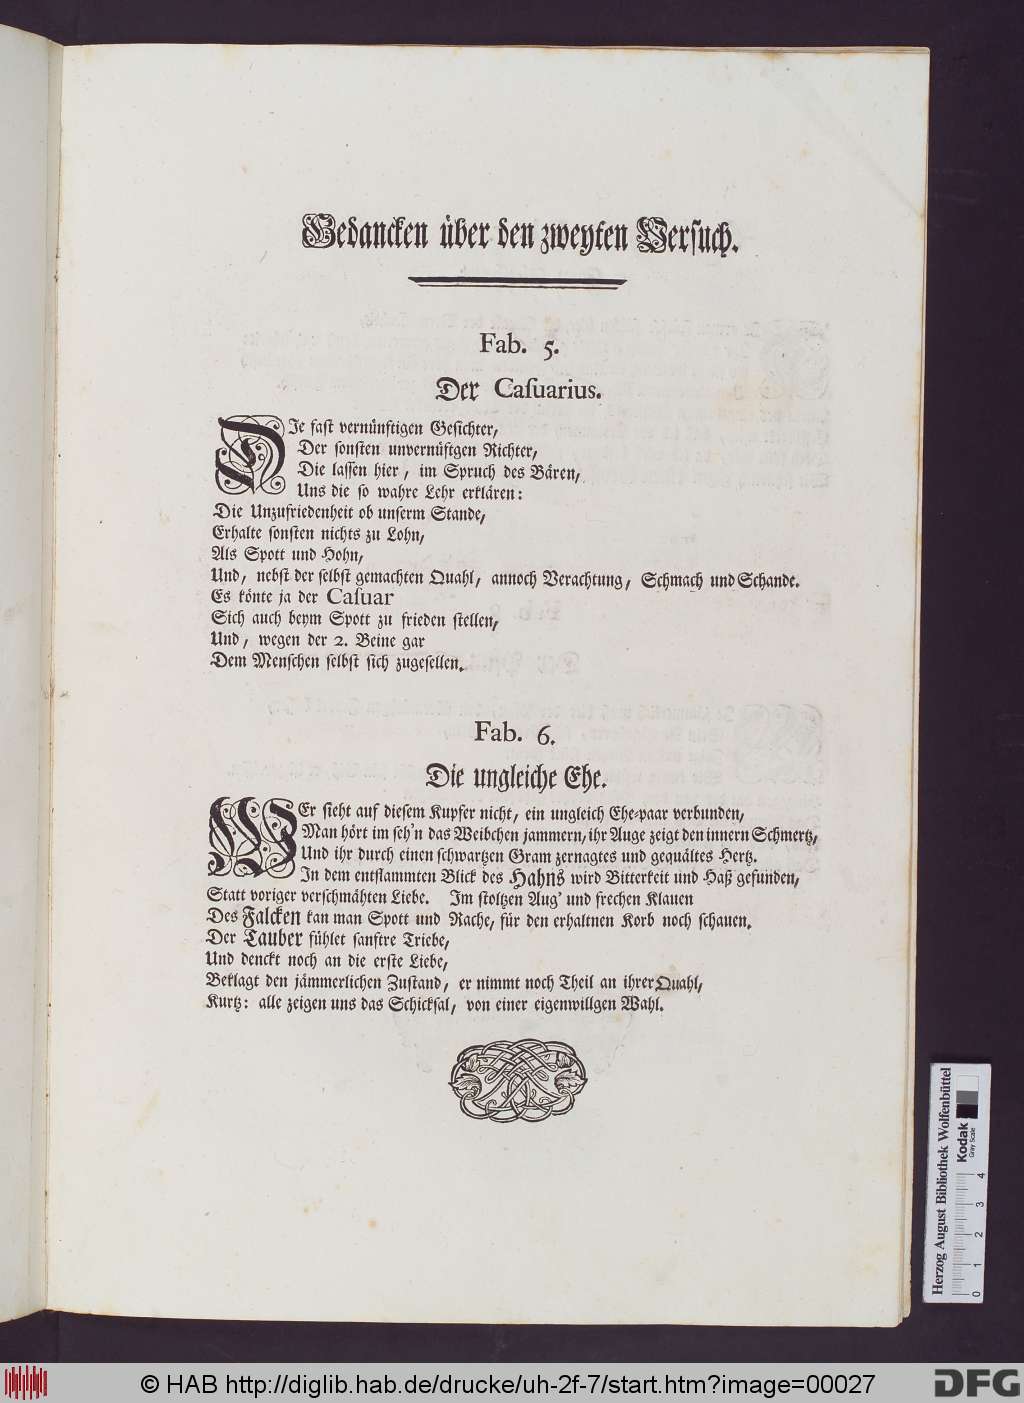 Gedancken über den zweyten Versuch.
Fab. 5.
Der Casuarius.
DIe fast vernünftigen Gesichter,
Der sonsten unvernüftgen Richter,
Die lassen hier, im Spruch des Bären,
Uns die so wahre Lehr erklären:
Die Unzufriedenheit ob unserm Stande,
Erhalte sonsten nichts zu Lohn,
Als Spott und Hohn,
Und, nebst der selbst gemachten Quahl, annoch Verachtung, Schmach und Schande.
Es könte ja der Casuar
Sich auch beym Spott zu frieden stellen,
Und, wegen der 2. Beine gar
Dem Menschen selbst sich zugesellen.
Fab. 6.
Die ungleiche Ehe.
WEr sieht auf diesem Kupfer nicht, ein ungleich Ehe-paar verbunden,
Man hört im seh'n das Weibchen jammern, ihr Auge zeigt den innern Schmertz,
Und ihr durch einen schwartzen Gram zernagtes und gequältes Hertz.
In dem entflammten Blick des Hahns wird Bitterkeit und Haß gefunden,
Statt voriger verschmähten Liebe. Im stoltzen Aug' und frechen Klauen
Des Falcken kan man Spott und Rache, für den erhaltnen Korb noch schauen.
Der Tauber fühlet sanftre Triebe,
Und denckt noch an die erste Liebe,
Beklagt den jämmerlichen Zustand, er nimmt noch Theil an ihrer Quahl,
Kurtz: alle zeigen uns das Schicksal, von einer eigenwillgen Wahl.
Herzog August Bibliothek Wolfenbüttel
Kodak
Gray Scale
0 1 2 3 4
© HAB http://diglib.hab.de/drucke/uh-2f-7/start.htm?image=00027
DFG